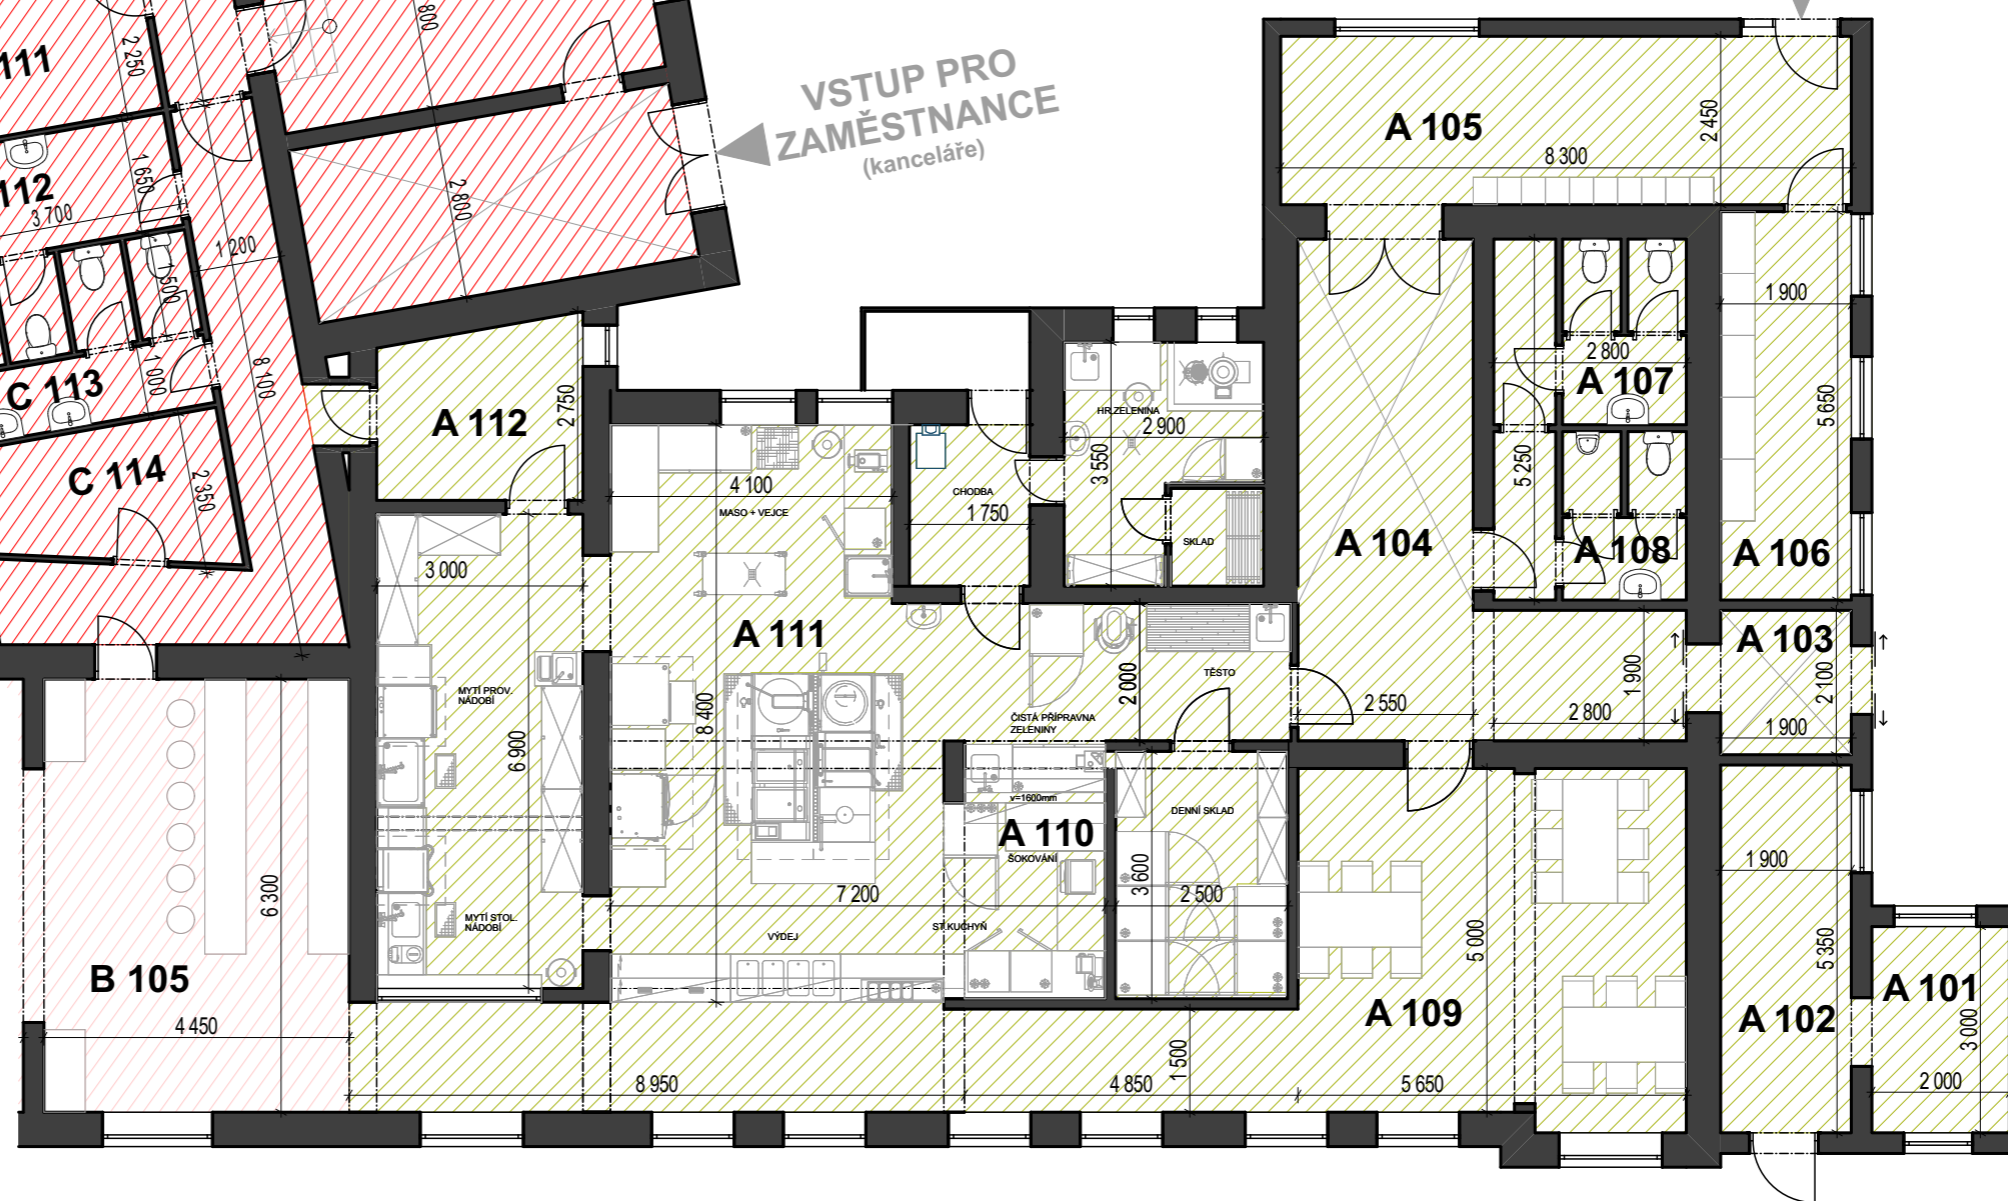 111
2 250
800
VSTUP PRO
ZAMĚSTNANCE
(kanceláře)
A 105
2 450
8 300
112
1 650
3 700
1 200
2 800
500
C 113
1 000
8 100
C 114
2 350
A 112
2 750
4 100
MASO + VEJCE
CHODBA
1 750
HR.ZELENINA
2 900
3 550
SKLAD
A 104
2 800
A 107
5 250
A 108
1 900
5 650
A 106
3 000
A 111
MYTÍ PROV.
NÁDOBÍ
6 900
8 400
2 000
ČISTÁ PŘÍPRAVNA
ZELENINY
TĚSTO
2 550
1 900
2 800
A 103
2 100
1 900
v=1600mm
A 110
ŠOKOVÁNÍ
DENNÍ SKLAD
3 600
2 500
7 200
MYTÍ STOL.
NÁDOBÍ
VÝDEJ
ST.KUCHYŇ
6 300
B 105
4 450
5 000
A 109
1 900
5 350
A 102
A 101
3 000
2 000
8 950
4 850
1 500
5 650